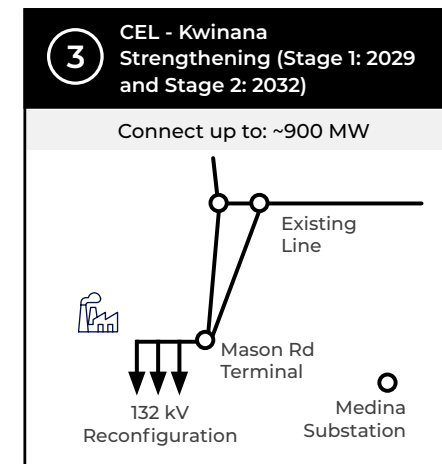 3
CEL - Kwinana
Strengthening (Stage 1: 2029
and Stage 2: 2032)
Connect up to: ~900 MW
Existing
Line
Mason Rd
Terminal
132 kV
Reconfiguration
Medina
Substation